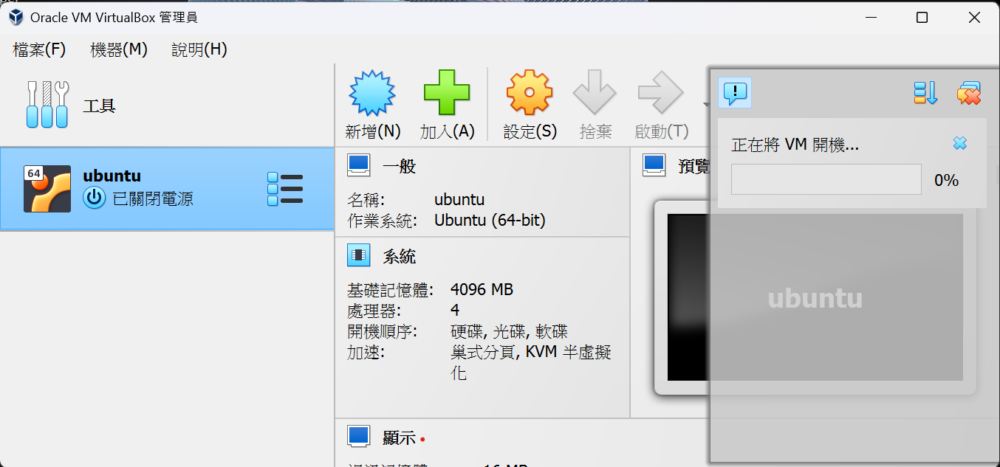 Oracle VM VirtualBox 管理員
檔案(F) 機器(M) 說明(H)
工具
新增(N) 加入(A) 設定(S) 捨棄 啟動(T)
正在將 VM 開機...
0%
64
ubuntu
已關閉電源
一般
名稱: ubuntu
作業系統: Ubuntu (64-bit)
系統
基礎記憶體: 4096 MB
處理器: 4
開機順序: 硬碟, 光碟, 軟碟
加速: 巢式分頁, KVM 半虛擬
化
預覽
ubuntu
顯示